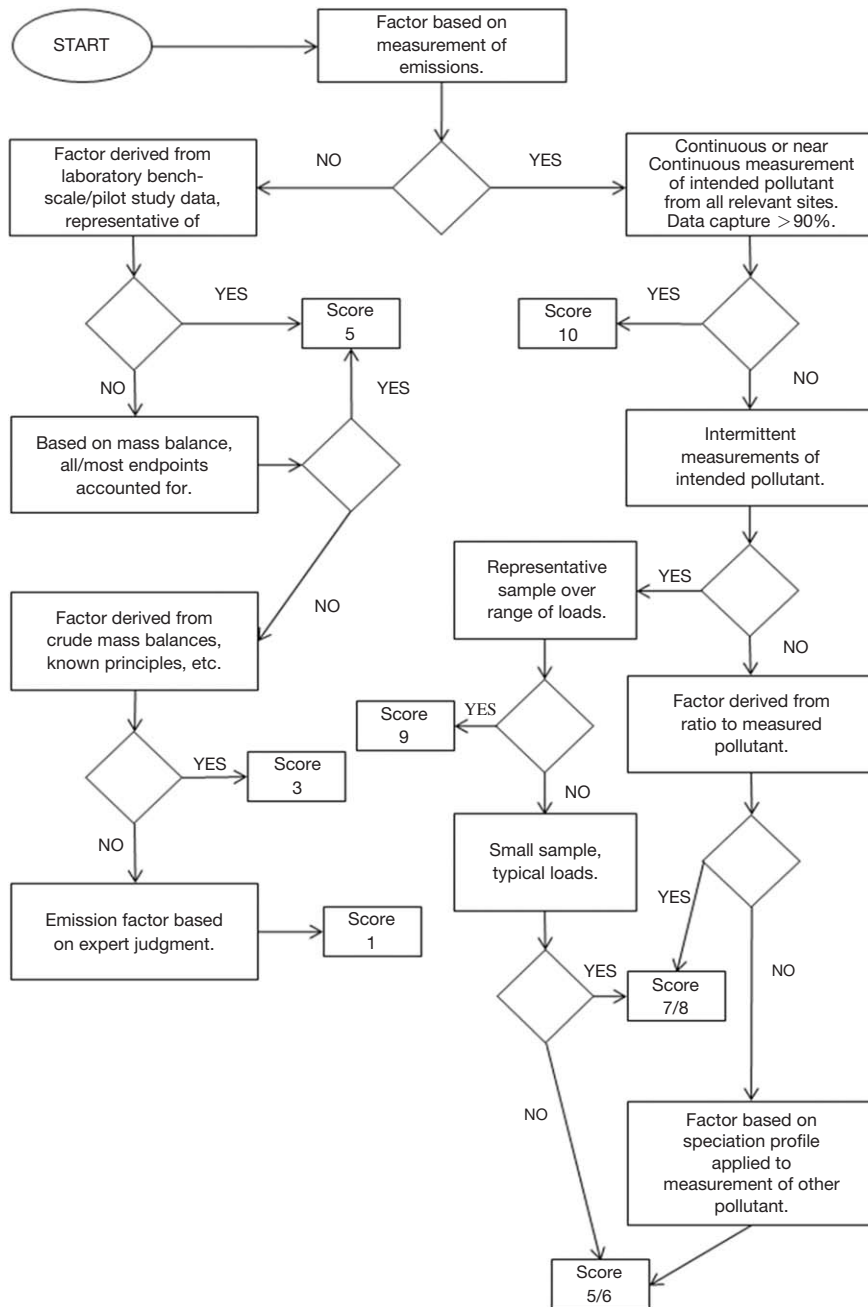 START
Factor based on
measurement of
emissions.
NO
YES
Factor derived from
laboratory bench-
scale/pilot study data,
representative of
Continuous or near
Continuous measurement
of intended pollutant
from all relevant sites.
Data capture >90%.
YES
Score
5
YES
Score
10
NO
YES
NO
Based on mass balance,
all/most endpoints
accounted for.
Intermittent
measurements of
intended pollutant.
NO
Representative
sample over
range of loads.
YES
NO
Factor derived from
crude mass balances,
known principles, etc.
Factor derived from
ratio to measured
pollutant.
Score
9
YES
YES
Score
3
NO
NO
Small sample,
typical loads.
YES
Emission factor based
on expert judgment.
Score
1
YES
Score
7/8
NO
NO
Factor based on
speciation profile
applied to
measurement of other
pollutant.
Score
5/6